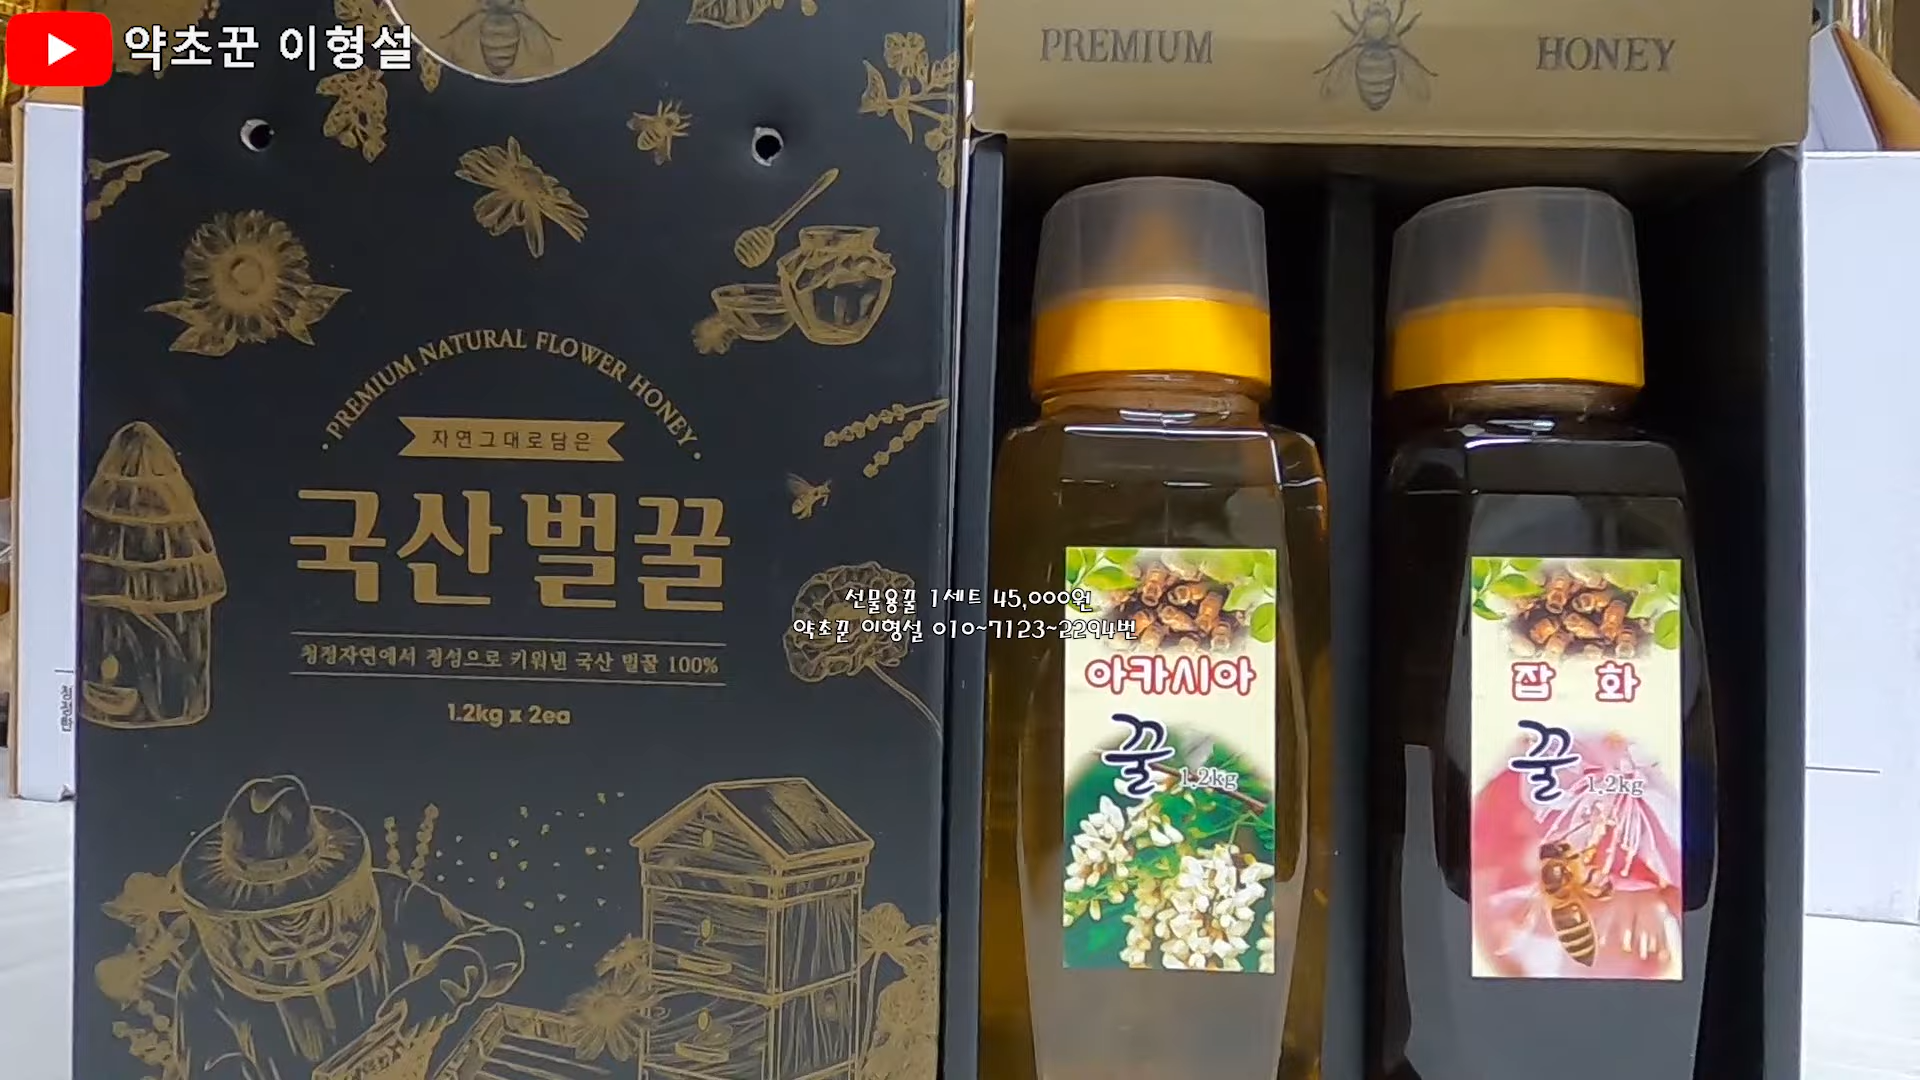 약초꾼 이형설
PREMIUM HONEY
PREMIUM NATURAL FLOWER HONEY
자연그대로담은
국산 벌꿀
청정자연에서 정성으로 키워낸 국산 벌꿀 100%
1.2kg x 2ea
선물용꿀 1세트 45,000원
약초꾼 이형설 010~7123~2294번
아카시아
꿀 1.2kg
잡 화
꿀 1.2kg
청정한